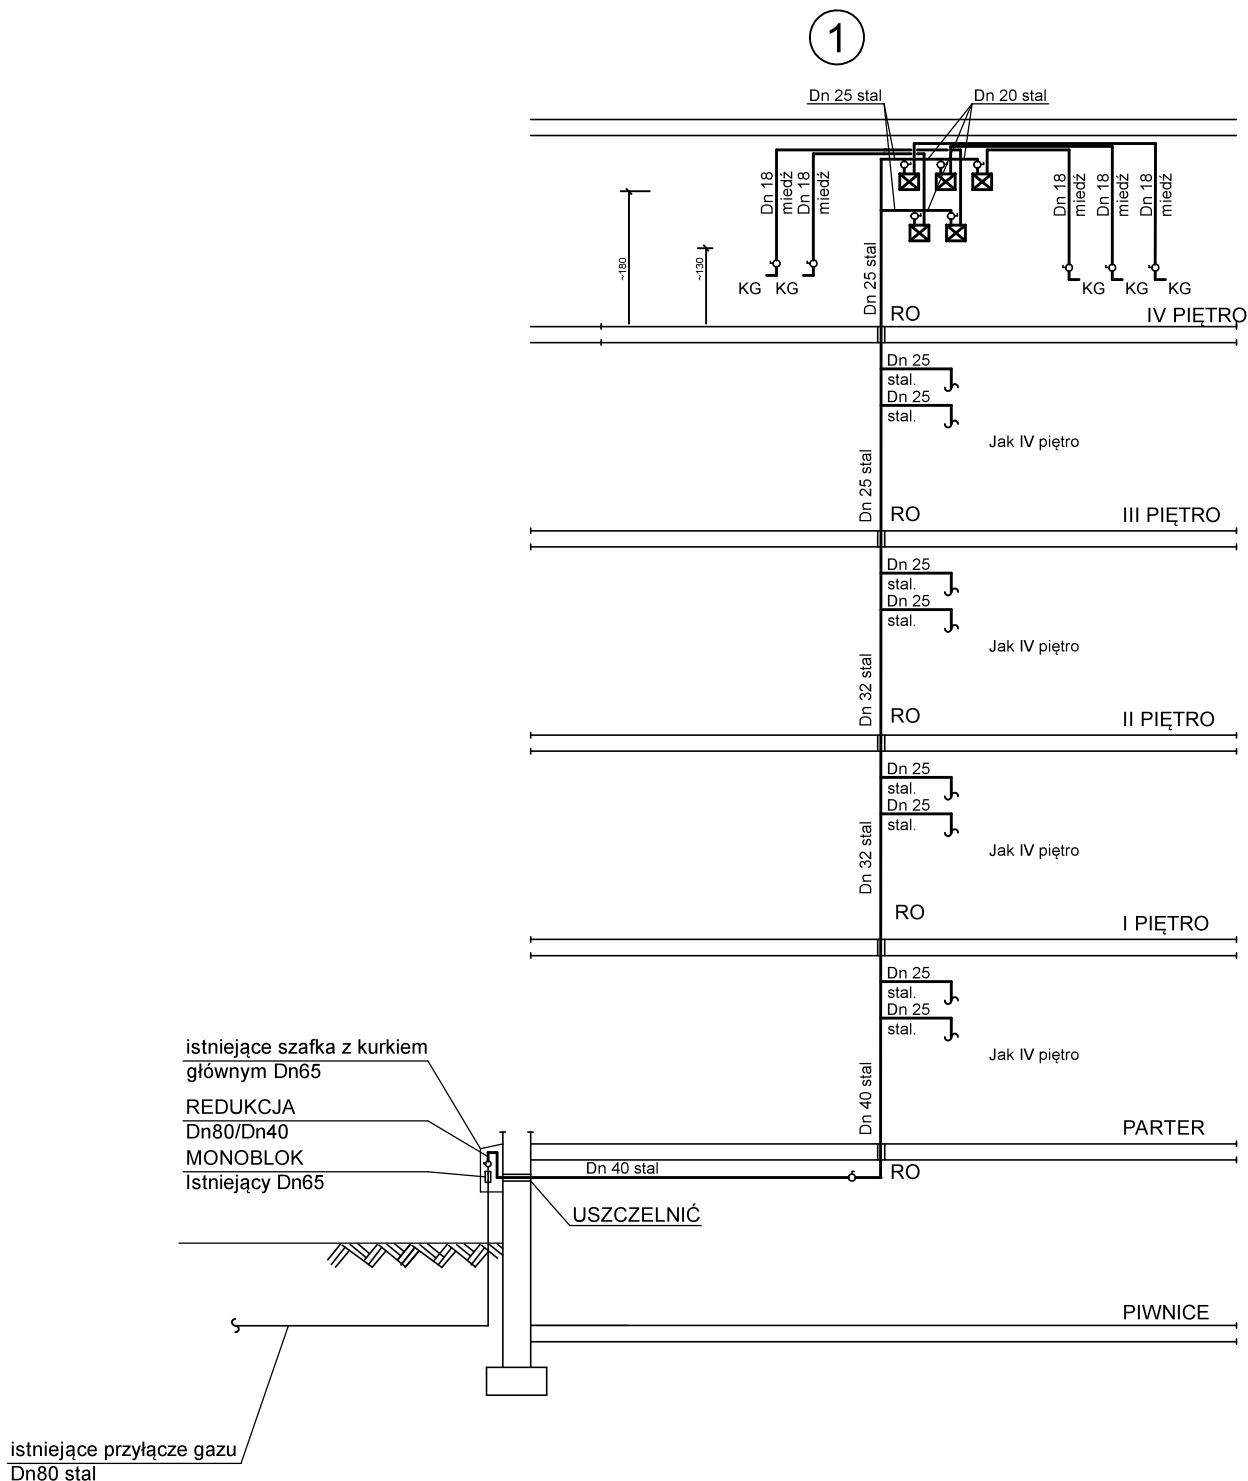 1
Dn 25 stal
Dn 20 stal
Dn 18
miedź
Dn 18
miedź
Dn 18
miedź
Dn 18
miedź
Dn 18
miedź
~180
~130
KG
KG
KG
KG
KG
Dn 25 stal
RO
IV PIĘTRO
Dn 25
stal.
Dn 25
stal.
Jak IV piętro
Dn 25 stal
RO
III PIĘTRO
Dn 25
stal.
Dn 25
stal.
Jak IV piętro
Dn 32 stal
RO
II PIĘTRO
Dn 25
stal.
Dn 25
stal.
Jak IV piętro
Dn 32 stal
RO
I PIĘTRO
Dn 25
stal.
Dn 25
stal.
Jak IV piętro
Dn 40 stal
istniejące szafka z kurkiem
głównym Dn65
REDUKCJA
Dn80/Dn40
MONOBLOK
Istniejący Dn65
PARTER
Dn 40 stal
RO
USZCZELNIĆ
PIWNICE
istniejące przyłącze gazu
Dn80 stal